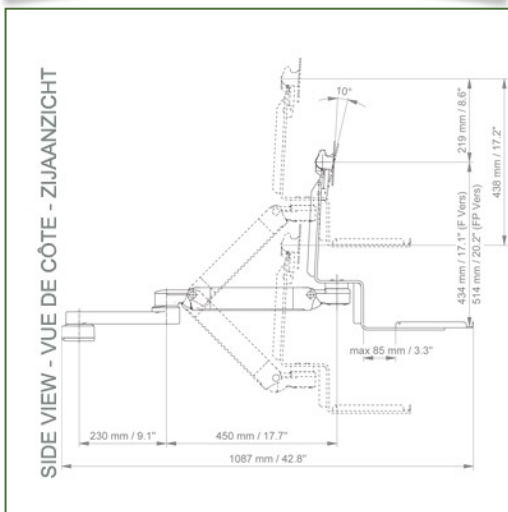 SIDE VIEW - VUE DE CÔTE - ZIJAANZICHT
10°
219 mm / 8.6"
438 mm / 17.2"
434 mm / 17.1" (F Vers)
514 mm / 20.2" (FP Vers)
max 85 mm / 3.3"
230 mm / 9.1"
450 mm / 17.7"
1087 mm / 42.8"